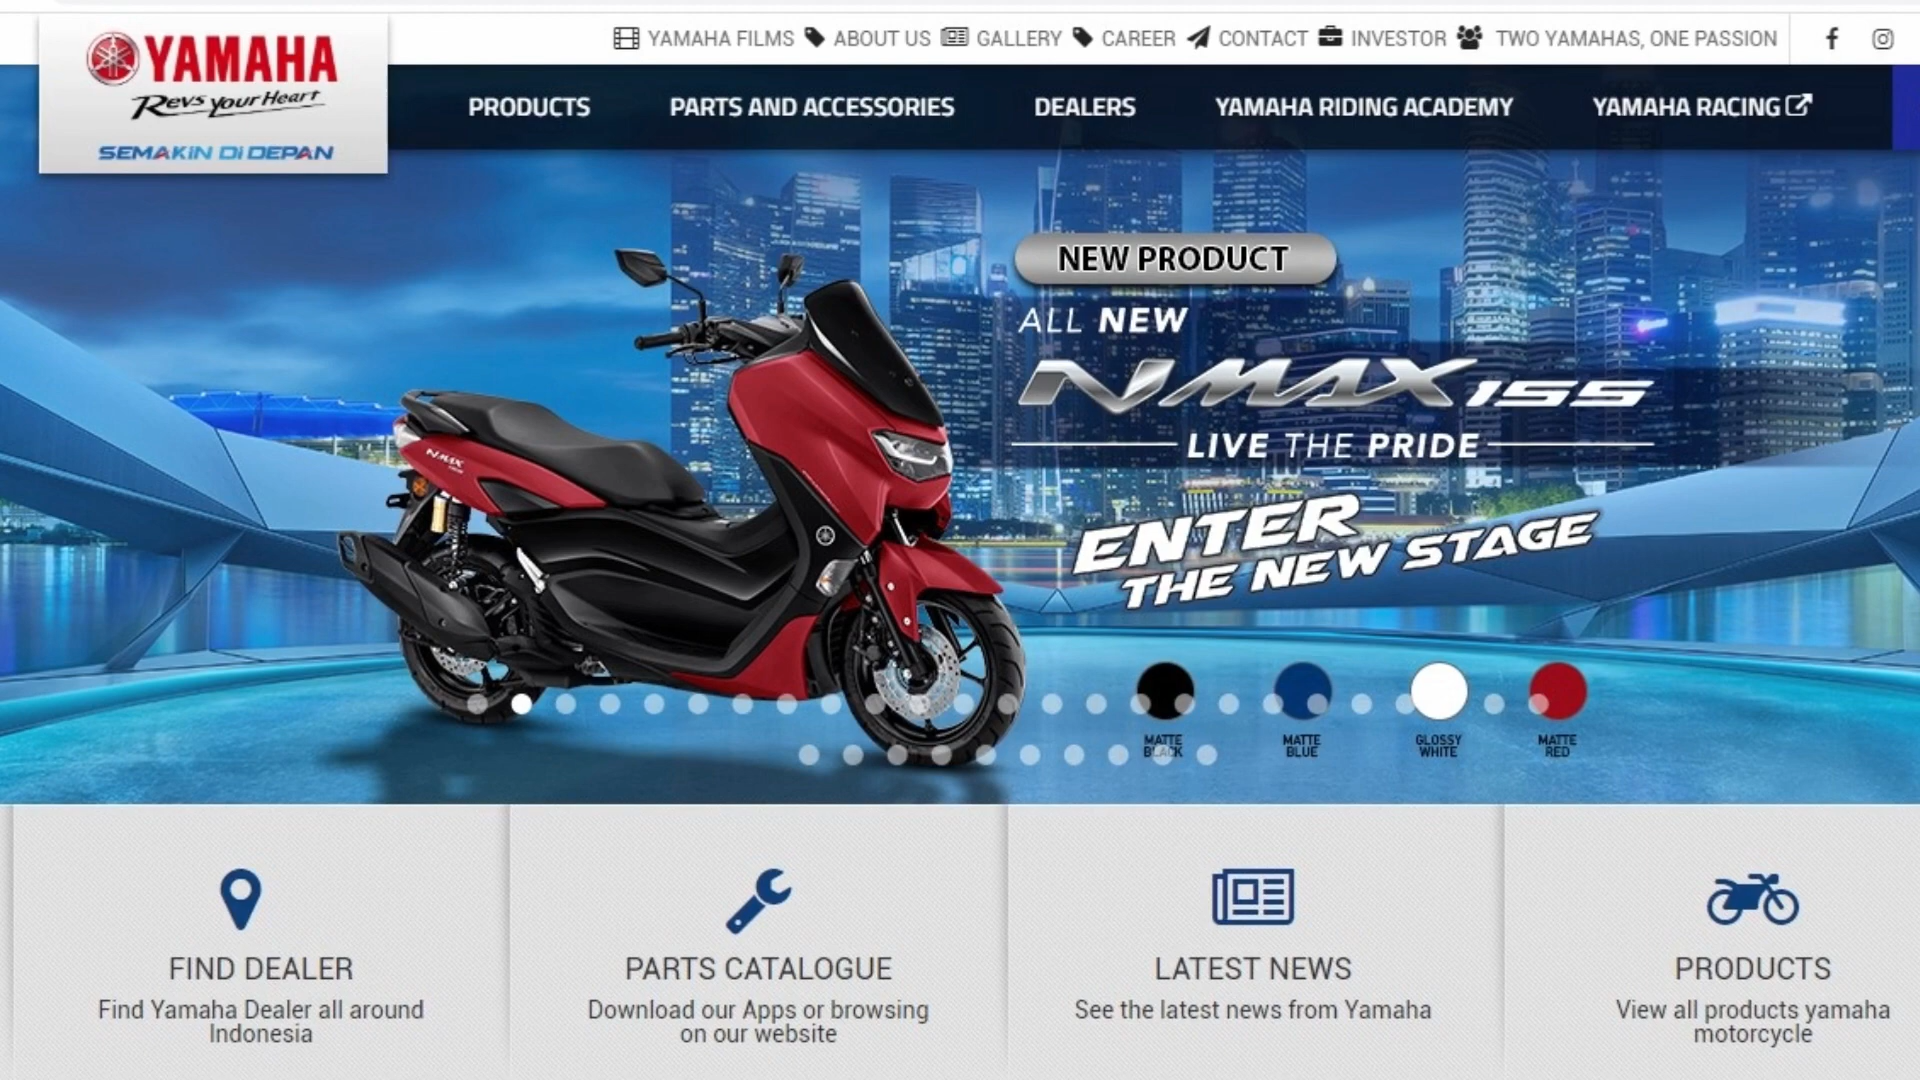 YAMAHA
Revs Your Heart
SEMAKIN DI DEPAN
YAMAHA FILMS ABOUT US GALLERY CAREER CONTACT INVESTOR TWO YAMAHAS, ONE PASSION
PRODUCTS PARTS AND ACCESSORIES DEALERS YAMAHA RIDING ACADEMY YAMAHA RACING
NEW PRODUCT
ALL NEW
NMAX 155
LIVE THE PRIDE
ENTER
THE NEW STAGE
NMAX
MATTE BLACK
MATTE BLUE
GLOSSY WHITE
MATTE RED
FIND DEALER
Find Yamaha Dealer all around
Indonesia
PARTS CATALOGUE
Download our Apps or browsing
on our website
LATEST NEWS
See the latest news from Yamaha
PRODUCTS
View all products yamaha
motorcycle